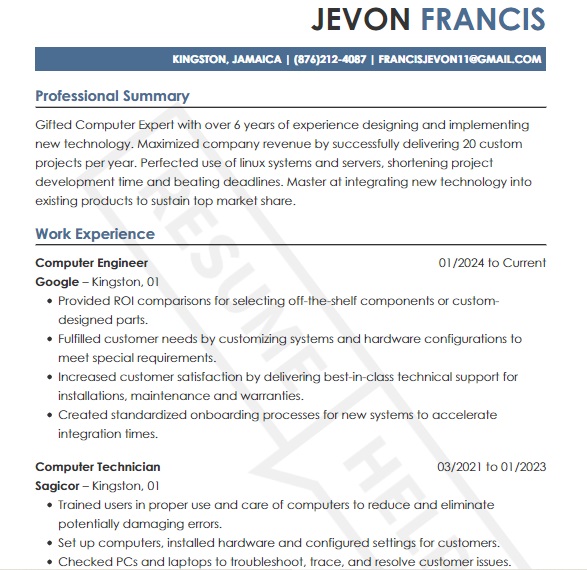 JEVON FRANCIS
KINGSTON, JAMAICA | (876)212-4087 | FRANCISJEVON11@GMAIL.COM
Professional Summary
Gifted Computer Expert with over 6 years of experience designing and implementing
new technology. Maximized company revenue by successfully delivering 20 custom
projects per year. Perfected use of linux systems and servers, shortening project
development time and beating deadlines. Master at integrating new technology into
existing products to sustain top market share.
Work Experience
Computer Engineer 01/2024 to Current
Google – Kingston, 01
• Provided ROI comparisons for selecting off-the-shelf components or custom-
designed parts.
• Fulfilled customer needs by customizing systems and hardware configurations to
meet special requirements.
• Increased customer satisfaction by delivering best-in-class technical support for
installations, maintenance and warranties.
• Created standardized onboarding processes for new systems to accelerate
integration times.
Computer Technician 03/2021 to 01/2023
Sagicor – Kingston, 01
• Trained users in proper use and care of computers to reduce and eliminate
potentially damaging errors.
• Set up computers, installed hardware and configured settings for customers.
• Checked PCs and laptops to troubleshoot, trace, and resolve customer issues.
RESUME HELP